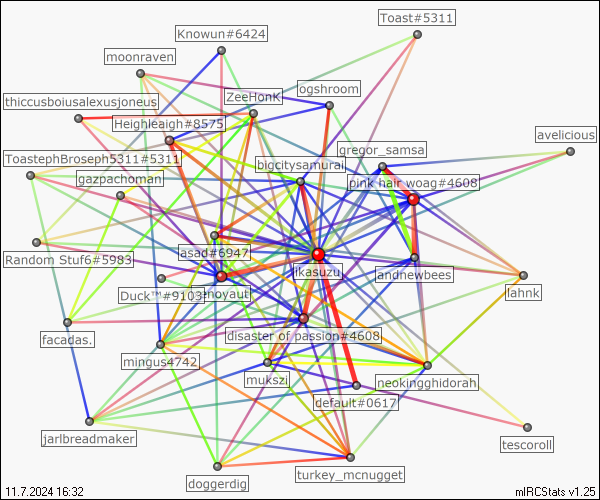 Toast#5311
Knowun#6424
moonraven
ZeeHonK
ogshroom
thiccusboiusalexusjoneus
Heighleaigh#8575
avelicious
gregor_samsa
ToastephBroseph5311#5311
bigcitysamurai
gazpachoman
pink hair woag#4608
asad#6947
Random Stuf6#5983
ikasuzu
andnewbees
lahnk
Duck™#9103
facadas.
disaster of passion#4608
mingus4742
mukszi
neokingghidorah
default#0617
jarlbreadmaker
tescoroll
turkey_mcnugget
doggerdig
11.7.2024 16:32
mIRCStats v1.25